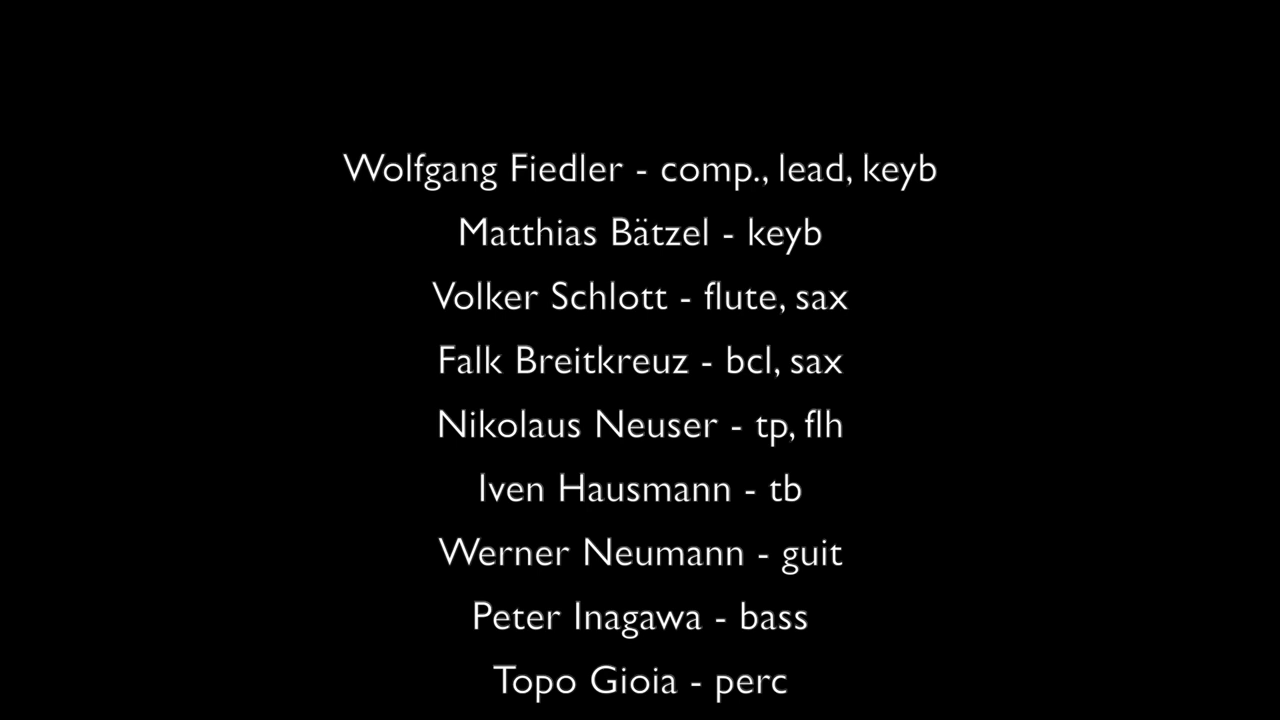 Wolfgang Fiedler - comp., lead, keyb
Matthias Bätzel - keyb
Volker Schlott - flute, sax
Falk Breitkreuz - bcl, sax
Nikolaus Neuser - tp, flh
Iven Hausmann - tb
Werner Neumann - guit
Peter Inagawa - bass
Topo Gioia - perc